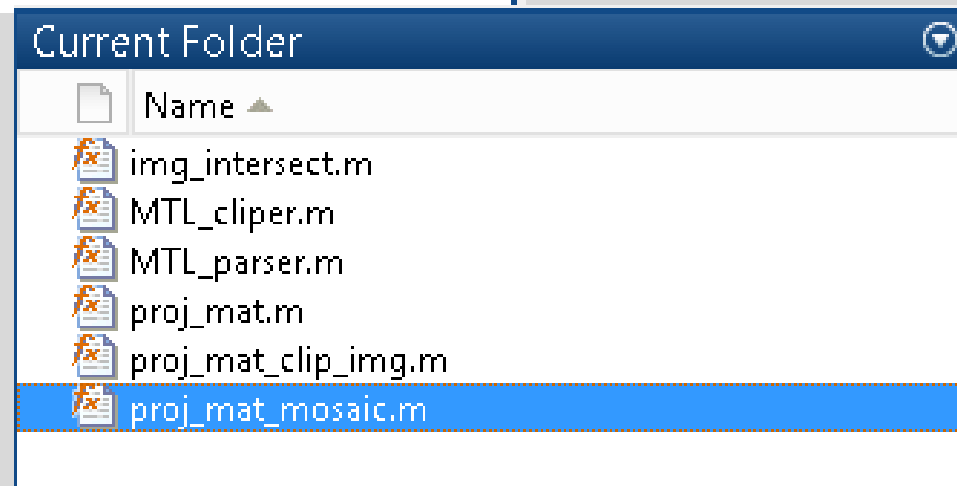 Current Folder
Name
img_intersect.m
MTL_cliper.m
MTL_parser.m
proj_mat.m
proj_mat_clip_img.m
proj_mat_mosaic.m